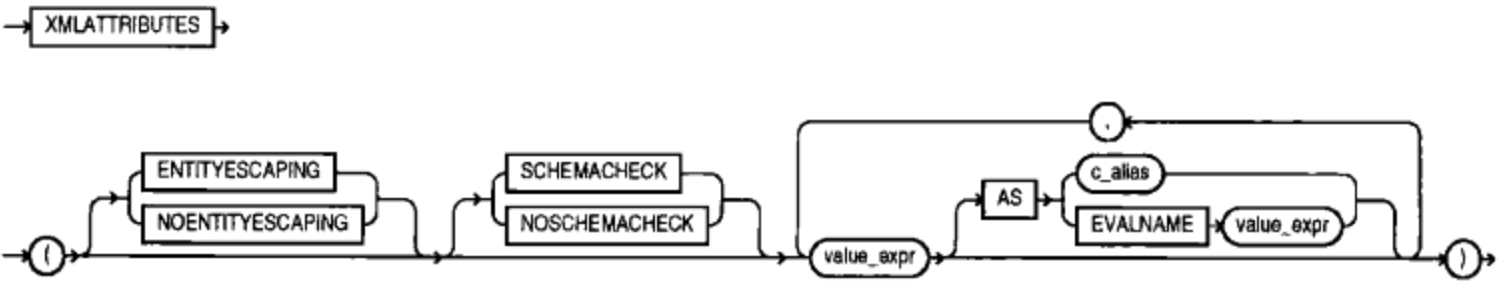 XMLATTRIBUTES
,
ENTITYESCAPING SCHEMACHECK c_alias
AS
NOENTITYESCAPING NOSCHEMACHECK EVALNAME value_expr
( value_expr )